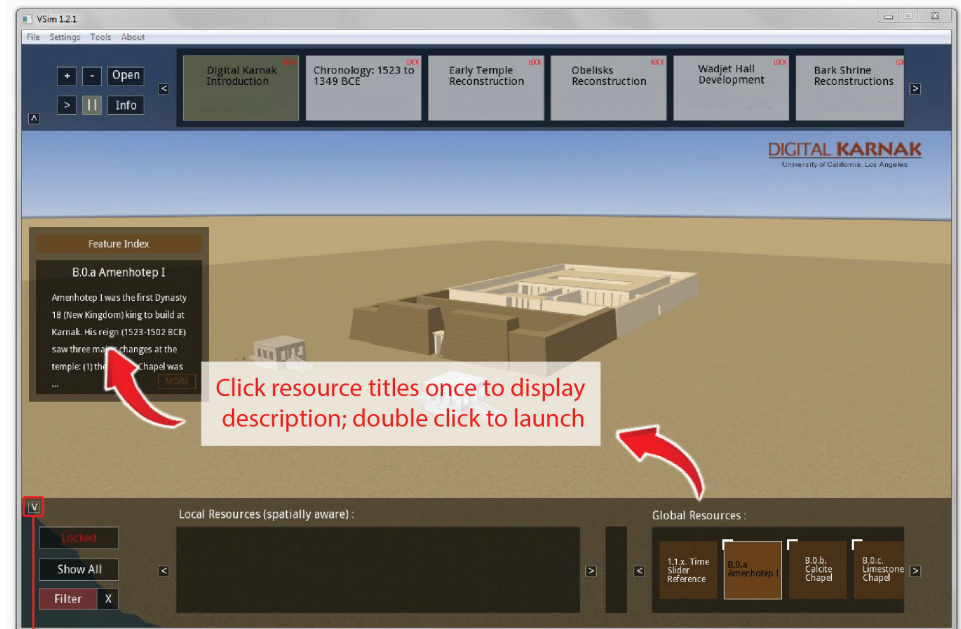 VSim 1.2.1
File Settings Tools About
+ - Open
> || Info
^
<
Digital Karnak
Introduction
LOCK
Chronology: 1523 to
1349 BCE
LOCK
Early Temple
Reconstruction
LOCK
Obelisks
Reconstruction
LOCK
Wadjet Hall
Development
LOCK
Bark Shrine
Reconstructions
LO
>
DIGITAL KARNAK
University of California, Los Angeles
Feature Index
B.0.a Amenhotep I
Amenhotep I was the first Dynasty
18 (New Kingdom) king to build at
Karnak. His reign (1523-1502 BCE)
saw three major changes at the
temple: (1) the Chapel was
...
MORE
Click resource titles once to display
description; double click to launch
V
Locked
Show All
Filter X
Local Resources (spatially aware) :
<
>
Global Resources :
<
1.1.x. Time
Slider
Reference
B.0.a
Amenhotep I
B.0.b.
Calcite
Chapel
B.0.c.
Limestone
Chapel
>